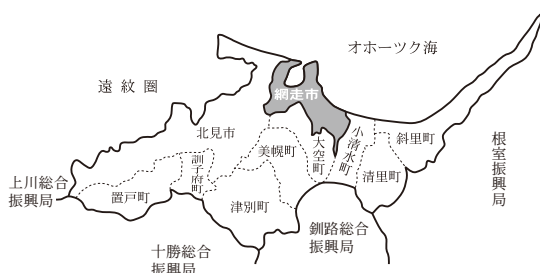 オホーツク海
遠紋圏
網走市
北見市
美幌町
大空町
小清水町
斜里町
清里町
訓子府町
置戸町
津別町
根室振興局
上川総合
振興局
釧路総合
振興局
十勝総合
振興局